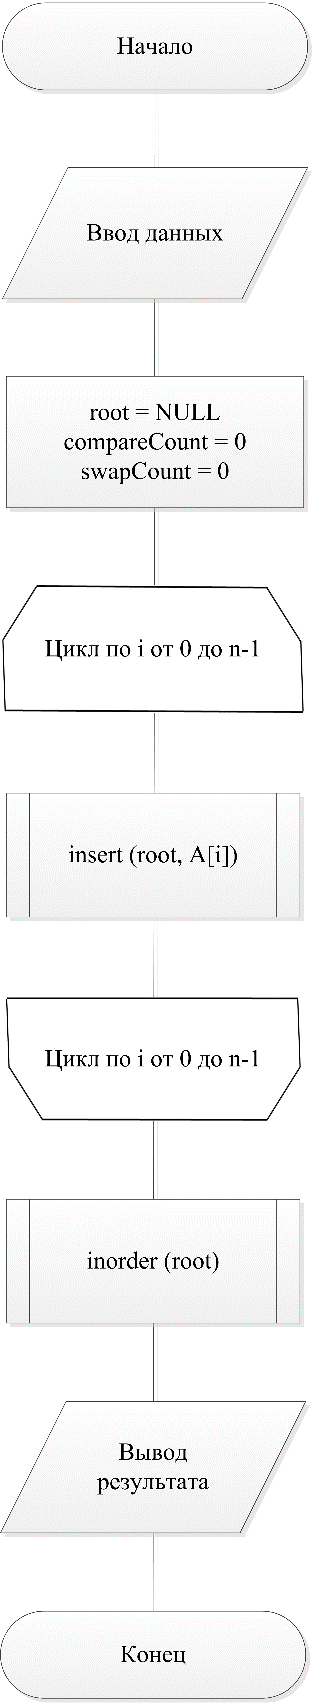 Начало
Ввод данных
root = NULL
compareCount = 0
swapCount = 0
Цикл по i от 0 до n-1
insert (root, A[i])
Цикл по i от 0 до n-1
inorder (root)
Вывод
результата
Конец